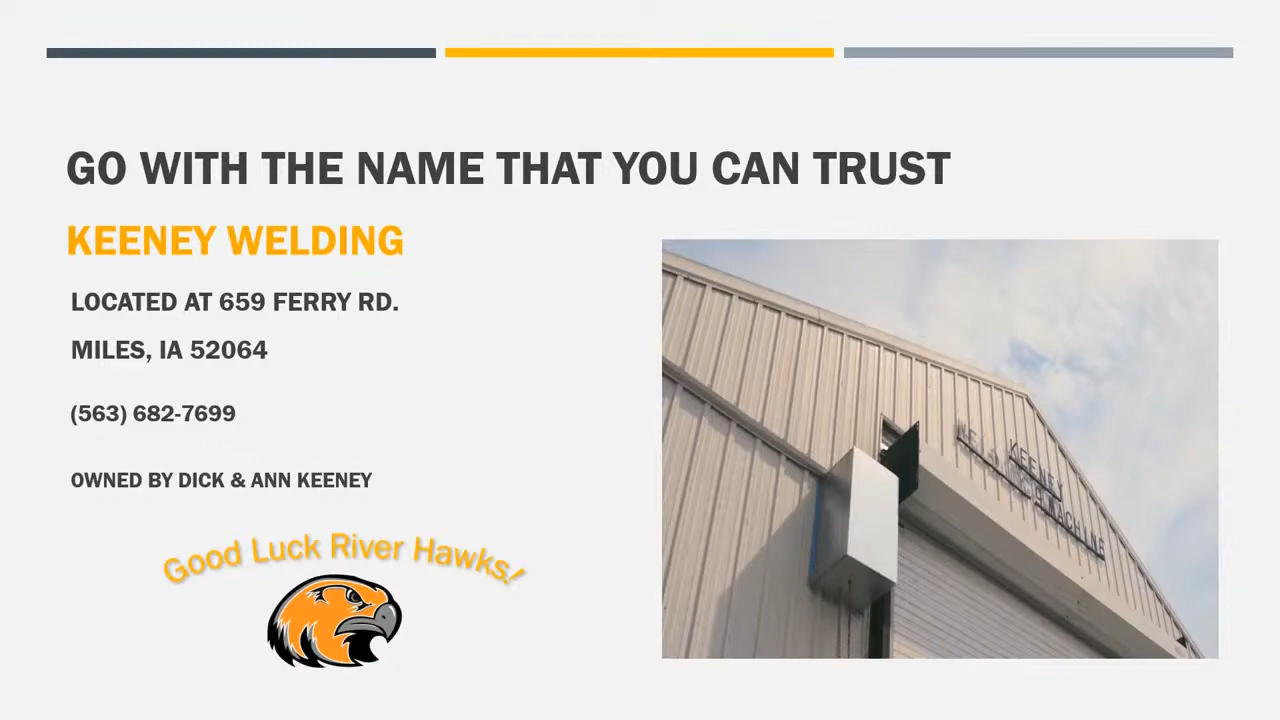 GO WITH THE NAME THAT YOU CAN TRUST
KEENEY WELDING
LOCATED AT 659 FERRY RD.
MILES, IA 52064
(563) 682-7699
OWNED BY DICK & ANN KEENEY
Good Luck River Hawks!
KEENEY
MACHINE